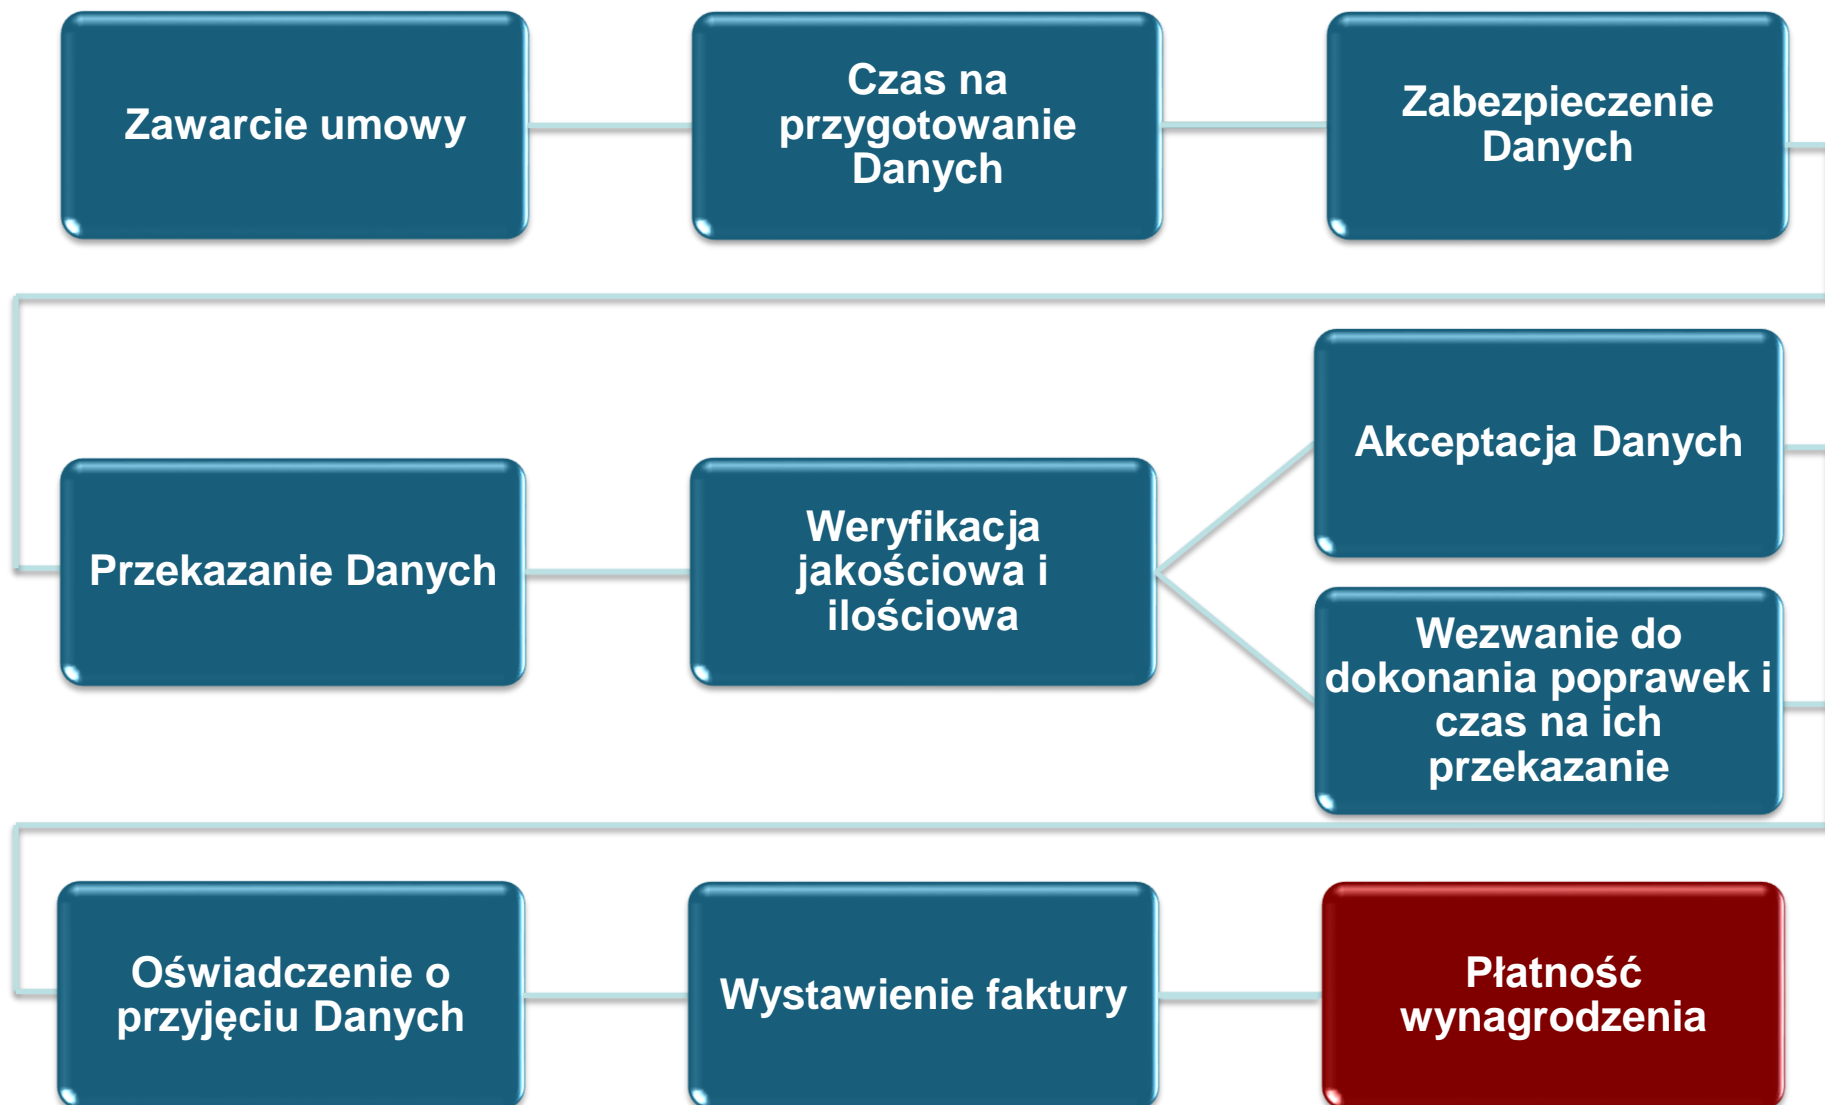 Zawarcie umowy
Czas na
przygotowanie
Danych
Zabezpieczenie
Danych
Przekazanie Danych
Weryfikacja
jakościowa i
ilościowa
Akceptacja Danych
Wezwanie do
dokonania poprawek i
czas na ich
przekazanie
Oświadczenie o
przyjęciu Danych
Wystawienie faktury
Płatność
wynagrodzenia